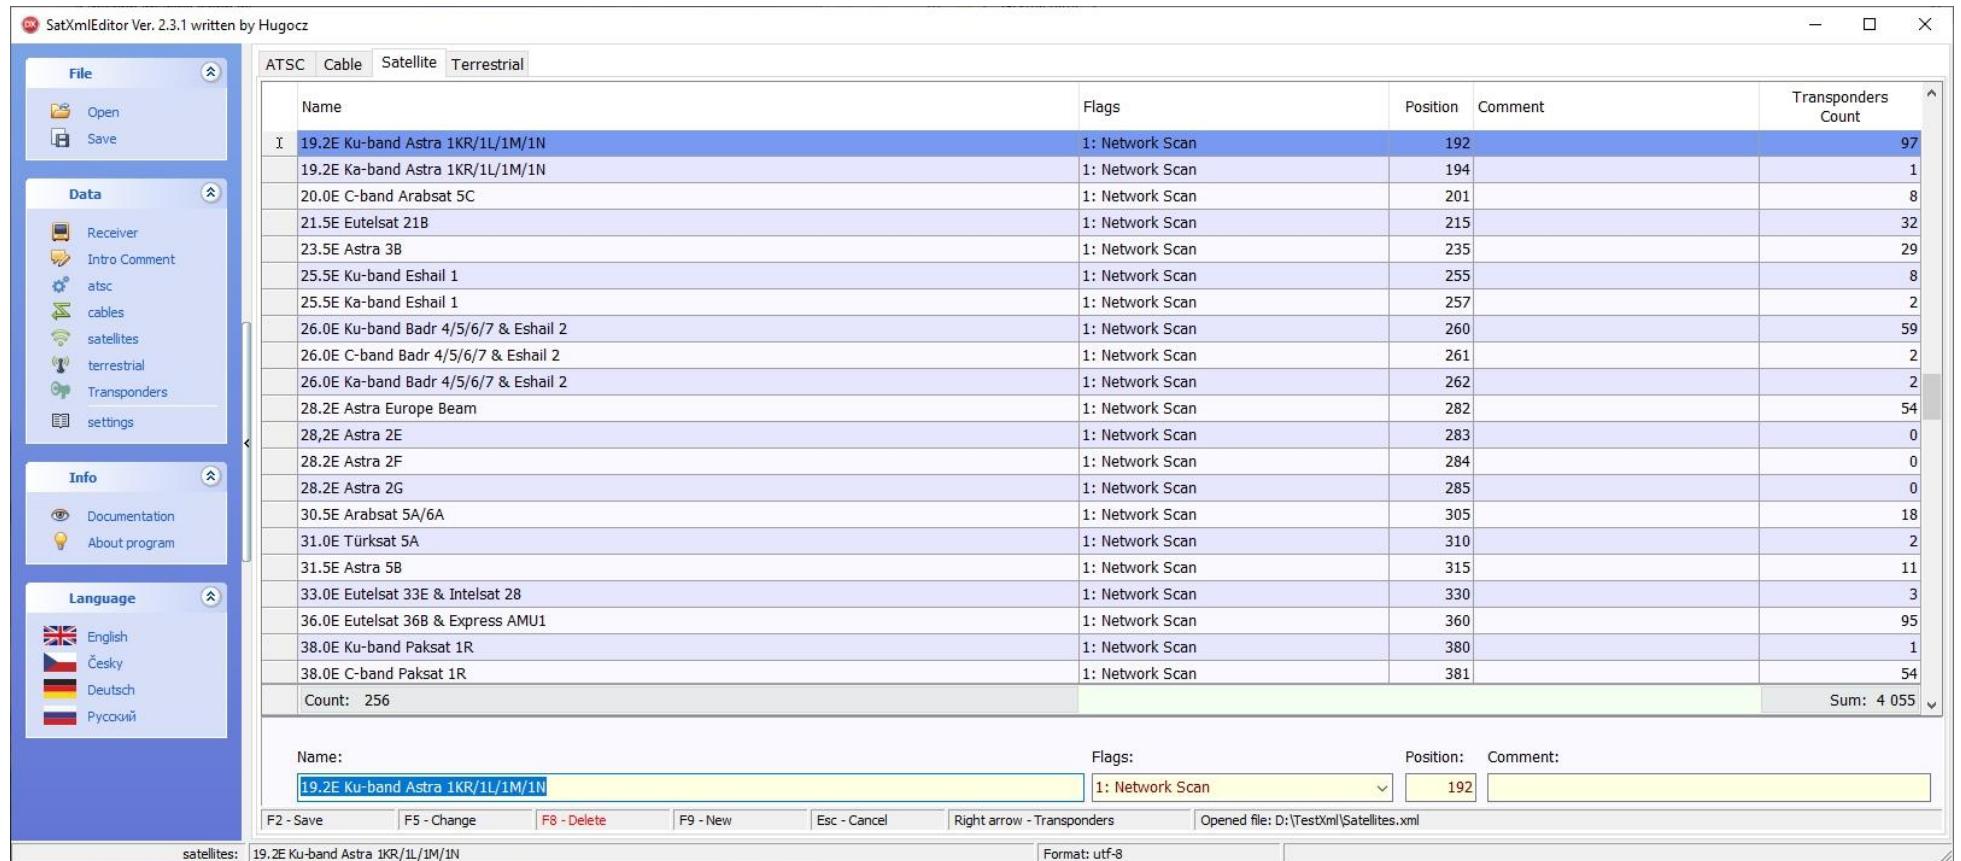 SatXmlEditor Ver. 2.3.1 written by Hugocz
File
Open
Save
Data
Receiver
Intro Comment
atsc
cables
satellites
terrestrial
Transponders
settings
Info
Documentation
About program
Language
English
Česky
Deutsch
Русский
ATSC Cable Satellite Terrestrial
Name Flags Position Comment Transponders Count
19.2E Ku-band Astra 1KR/1L/1M/1N 1: Network Scan 192 97
19.2E Ka-band Astra 1KR/1L/1M/1N 1: Network Scan 194 1
20.0E C-band Arabsat 5C 1: Network Scan 201 8
21.5E Eutelsat 21B 1: Network Scan 215 32
23.5E Astra 3B 1: Network Scan 235 29
25.5E Ku-band Eshail 1 1: Network Scan 255 8
25.5E Ka-band Eshail 1 1: Network Scan 257 2
26.0E Ku-band Badr 4/5/6/7 & Eshail 2 1: Network Scan 260 59
26.0E C-band Badr 4/5/6/7 & Eshail 2 1: Network Scan 261 2
26.0E Ka-band Badr 4/5/6/7 & Eshail 2 1: Network Scan 262 2
28.2E Astra Europe Beam 1: Network Scan 282 54
28,2E Astra 2E 1: Network Scan 283 0
28.2E Astra 2F 1: Network Scan 284 0
28.2E Astra 2G 1: Network Scan 285 0
30.5E Arabsat 5A/6A 1: Network Scan 305 18
31.0E Türksat 5A 1: Network Scan 310 2
31.5E Astra 5B 1: Network Scan 315 11
33.0E Eutelsat 33E & Intelsat 28 1: Network Scan 330 3
36.0E Eutelsat 36B & Express AMU1 1: Network Scan 360 95
38.0E Ku-band Paksat 1R 1: Network Scan 380 1
38.0E C-band Paksat 1R 1: Network Scan 381 54
Count: 256 Sum: 4 055
Name: Flags: Position: Comment:
19.2E Ku-band Astra 1KR/1L/1M/1N 1: Network Scan 192
F2 - Save F5 - Change F8 - Delete F9 - New Esc - Cancel Right arrow - Transponders Opened file: D:\TestXml\Satellites.xml
satellites: 19.2E Ku-band Astra 1KR/1L/1M/1N Format: utf-8